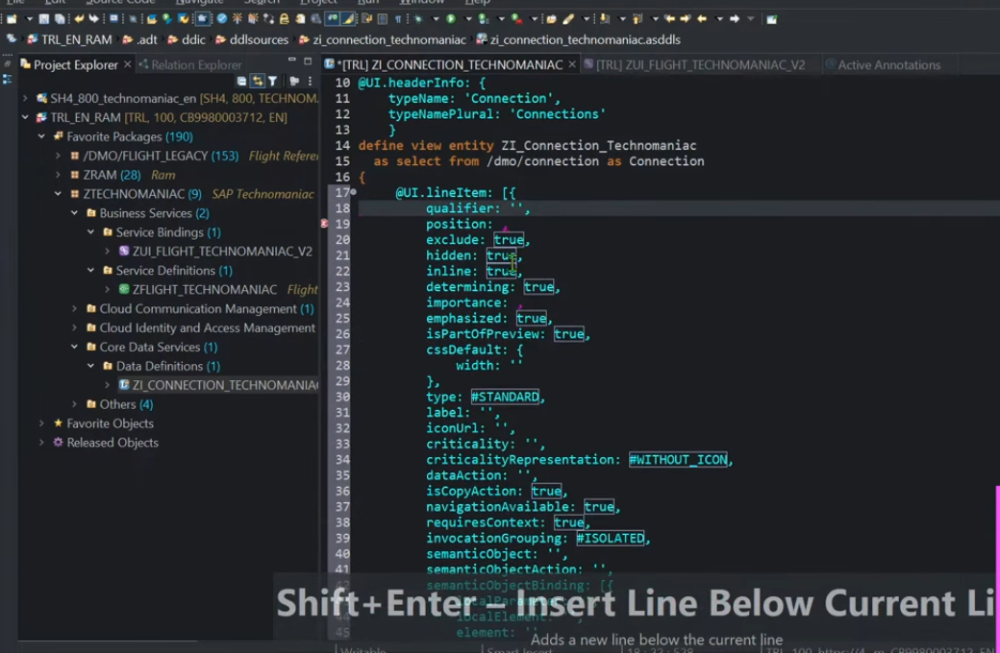 File Edit Source Code Navigate Search Project Run Window Help
TRL_EN_RAM .adt ddic ddlsources zi_connection_technomaniac zi_connection_technomaniac.asddls
Project Explorer Relation Explorer
SH4_800_technomaniac_en [SH4, 800, TECHNOM
TRL_EN_RAM [TRL, 100, CB9980003712, EN]
Favorite Packages (190)
/DMO/FLIGHT_LEGACY (153) Flight Refere
ZRAM (28) Ram
ZTECHNOMANIAC (9) SAP Technomaniac
Business Services (2)
Service Bindings (1)
ZUI_FLIGHT_TECHNOMANIAC_V2
Service Definitions (1)
ZFLIGHT_TECHNOMANIAC Flight
Cloud Communication Management (1)
Cloud Identity and Access Management
Core Data Services (1)
Data Definitions (1)
ZI_CONNECTION_TECHNOMANIAC
Others (4)
Favorite Objects
Released Objects
*[TRL] ZI_CONNECTION_TECHNOMANIAC [TRL] ZUI_FLIGHT_TECHNOMANIAC_V2 Active Annotations
10 @UI.headerInfo: {
11 typeName: 'Connection',
12 typeNamePlural: 'Connections'
13 }
14 define view entity ZI_Connection_Technomaniac
15 as select from /dmo/connection as Connection
16 {
17 @UI.lineItem: [{
18 qualifier: '',
19 position: ,
20 exclude: true,
21 hidden: true,
22 inline: true,
23 determining: true,
24 importance: ,
25 emphasized: true,
26 isPartOfPreview: true,
27 cssDefault: {
28 width: ''
29 },
30 type: #STANDARD,
31 label: '',
32 iconUrl: '',
33 criticality: '',
34 criticalityRepresentation: #WITHOUT_ICON,
35 dataAction: '',
36 isCopyAction: true,
37 navigationAvailable: true,
38 requiresContext: true,
39 invocationGrouping: #ISOLATED,
40 semanticObject: '',
41 semanticObjectAction: '',
42 semanticObjectBinding: [{
localParameter
44 localElement: '',
45 element: ''
Shift+Enter – Insert Line Below Current Li
Adds a new line below the current line
Writable Smart Insert 18 : 22 : 528